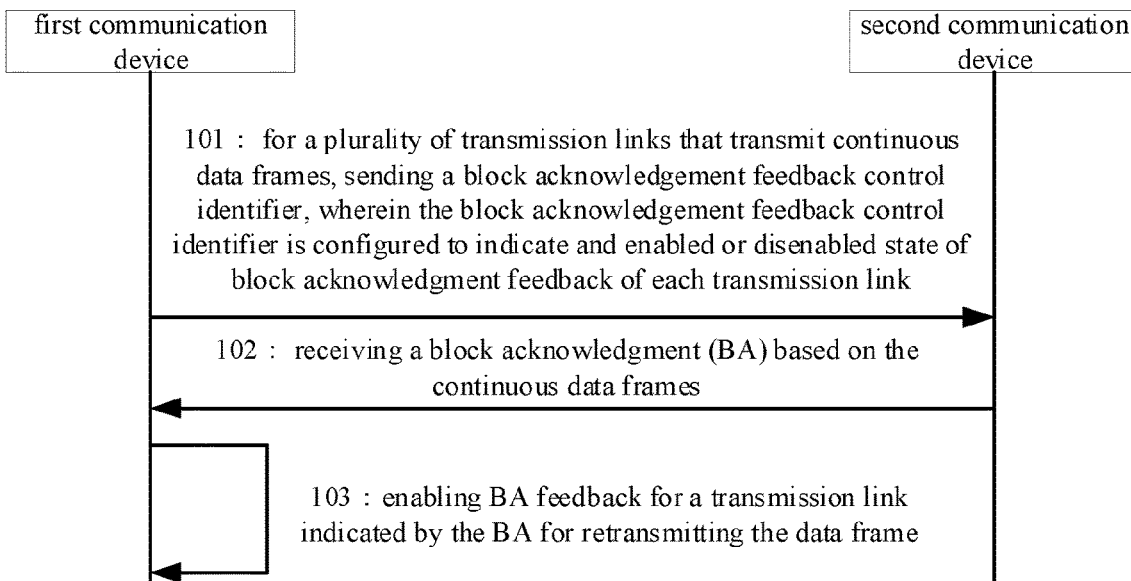 first communication
device
second communication
device
101 : for a plurality of transmission links that transmit continuous
data frames, sending a block acknowledgement feedback control
identifier, wherein the block acknowledgement feedback control
identifier is configured to indicate and enabled or disenabled state of
block acknowledgment feedback of each transmission link
102 : receiving a block acknowledgment (BA) based on the
continuous data frames
103 : enabling BA feedback for a transmission link
indicated by the BA for retransmitting the data frame